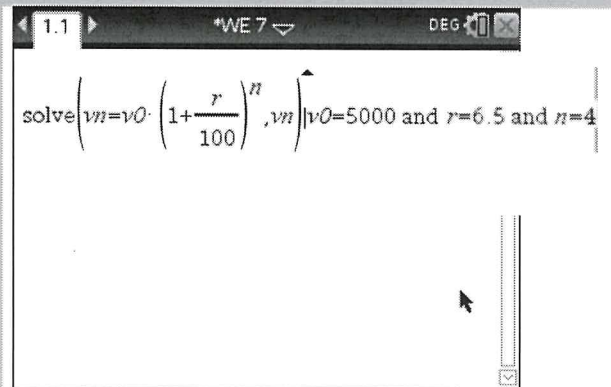 1.1 *WE 7 DEG
solve(vn=v0·(1+r/100)^n,vn)|v0=5000 and r=6.5 and n=4